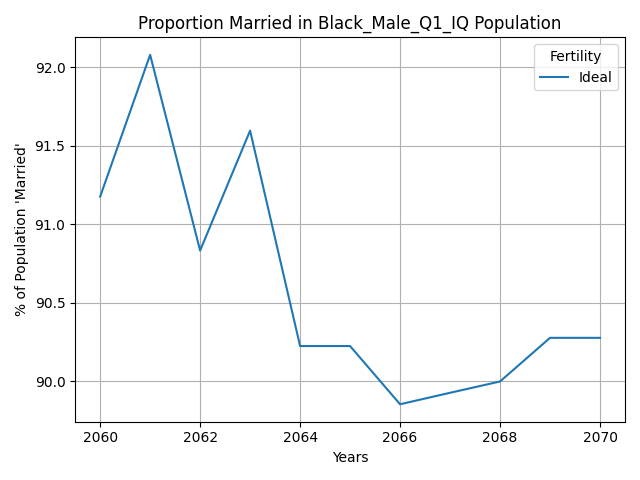 Proportion Married in Black_Male_Q1_IQ Population
Fertility
Ideal
% of Population 'Married'
92.0
91.5
91.0
90.5
90.0
2060
2062
2064
2066
2068
2070
Years